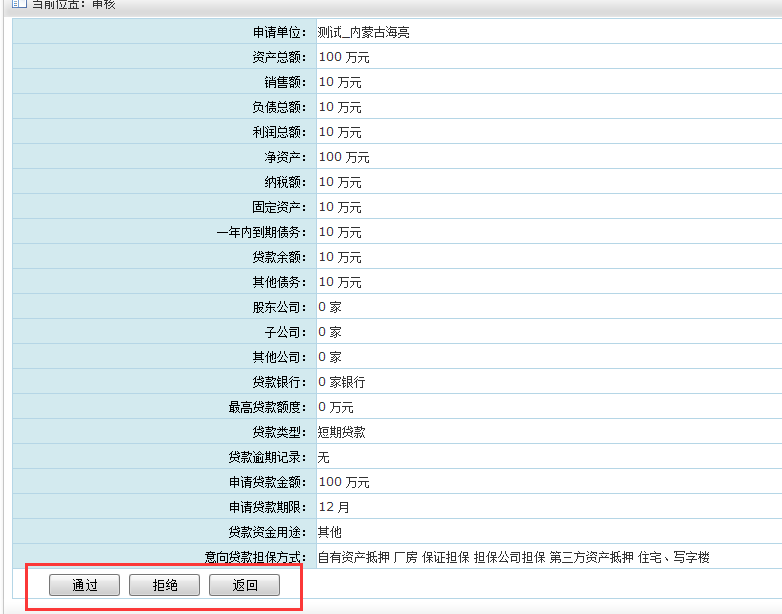 当前位置：审核
申请单位： 测试_内蒙古海亮
资产总额： 100 万元
销售额： 10 万元
负债总额： 10 万元
利润总额： 10 万元
净资产： 100 万元
纳税额： 10 万元
固定资产： 10 万元
一年内到期债务： 10 万元
贷款余额： 10 万元
其他债务： 10 万元
股东公司： 0 家
子公司： 0 家
其他公司： 0 家
贷款银行： 0 家银行
最高贷款额度： 0 万元
贷款类型： 短期贷款
贷款逾期记录： 无
申请贷款金额： 100 万元
申请贷款期限： 12 月
贷款资金用途： 其他
意向贷款担保方式： 自有资产抵押 厂房 保证担保 担保公司担保 第三方资产抵押 住宅、写字楼
通过 拒绝 返回